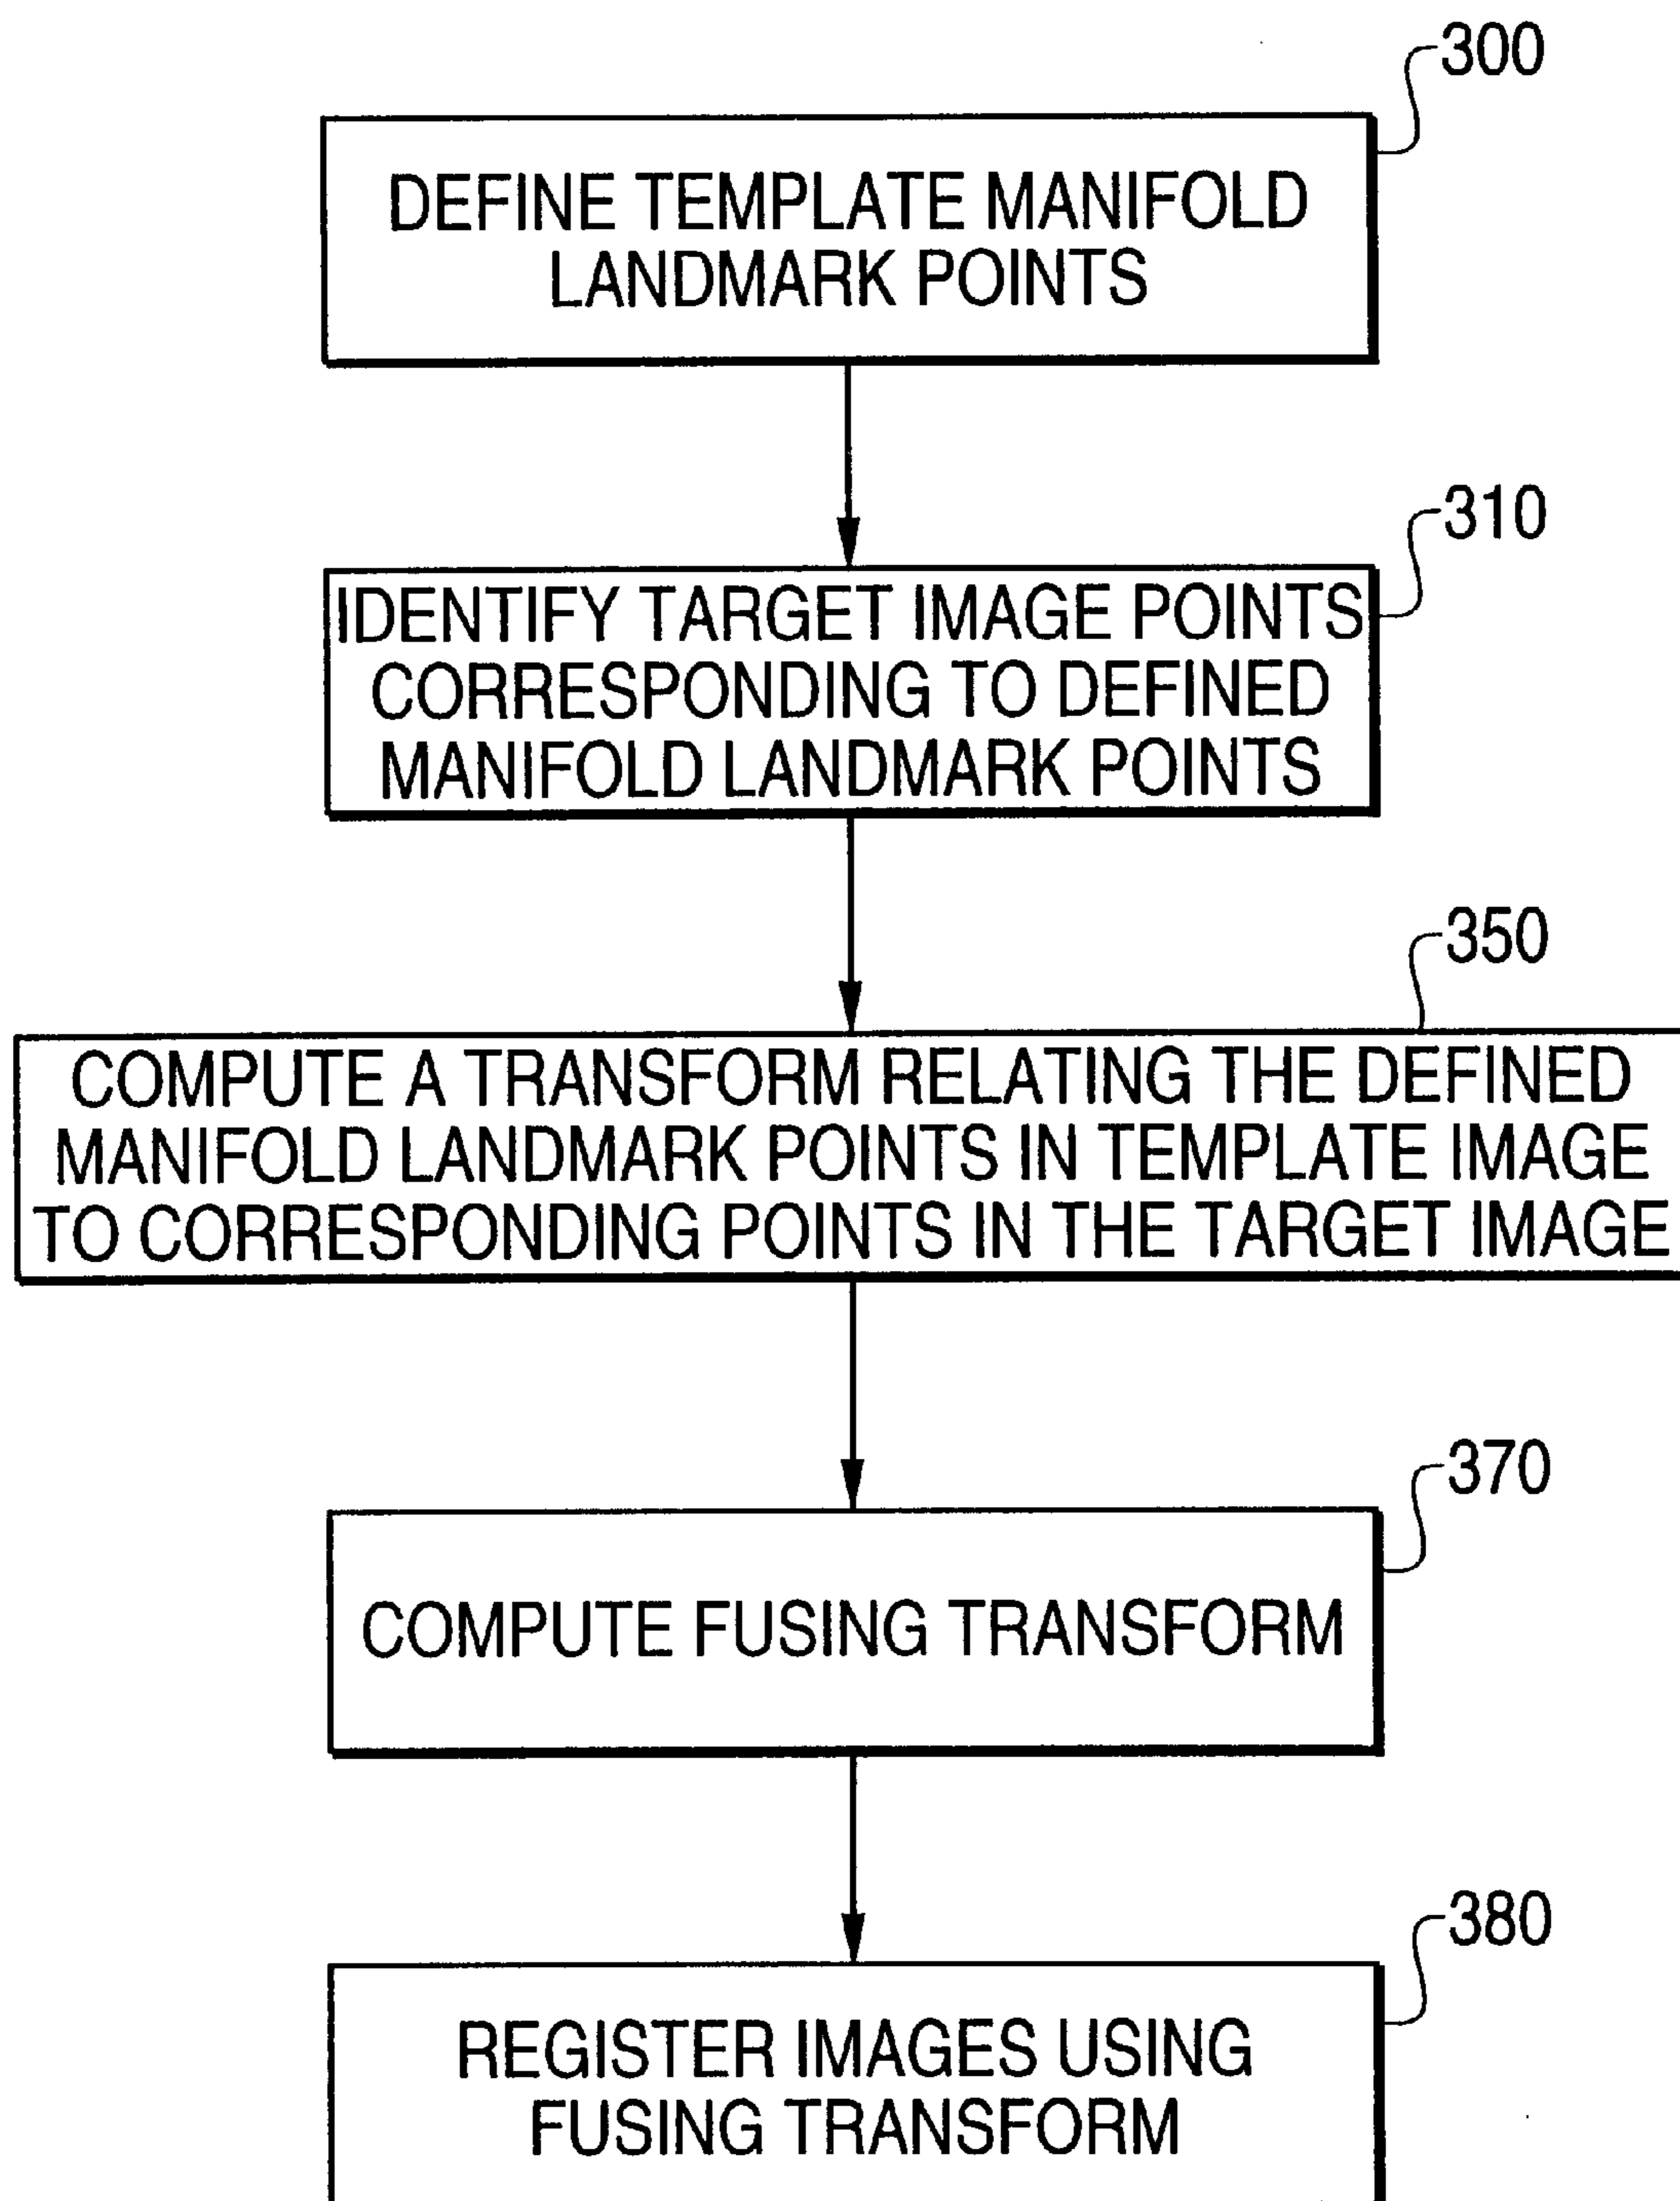 300
DEFINE TEMPLATE MANIFOLD
LANDMARK POINTS
310
IDENTIFY TARGET IMAGE POINTS
CORRESPONDING TO DEFINED
MANIFOLD LANDMARK POINTS
350
COMPUTE A TRANSFORM RELATING THE DEFINED
MANIFOLD LANDMARK POINTS IN TEMPLATE IMAGE
TO CORRESPONDING POINTS IN THE TARGET IMAGE
370
COMPUTE FUSING TRANSFORM
380
REGISTER IMAGES USING
FUSING TRANSFORM